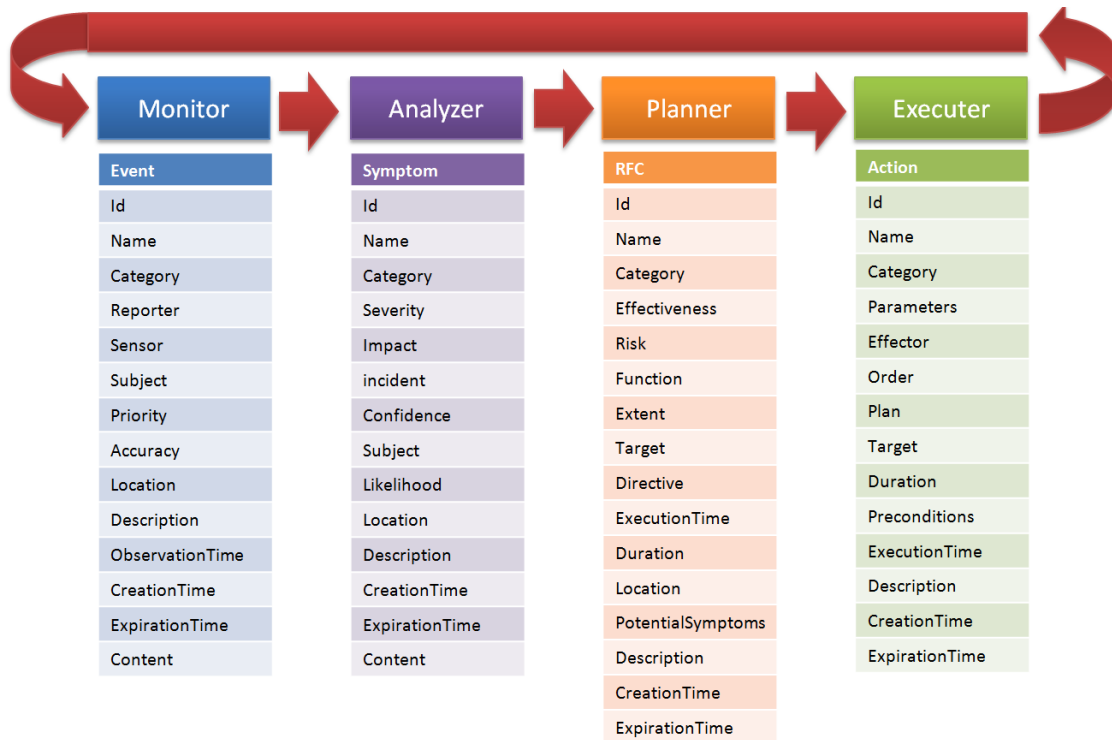 Monitor
Analyzer
Planner
Executer
Event
Id
Name
Category
Reporter
Sensor
Subject
Priority
Accuracy
Location
Description
ObservationTime
CreationTime
ExpirationTime
Content
Symptom
Id
Name
Category
Severity
Impact
incident
Confidence
Subject
Likelihood
Location
Description
CreationTime
ExpirationTime
Content
RFC
Id
Name
Category
Effectiveness
Risk
Function
Extent
Target
Directive
ExecutionTime
Duration
Location
PotentialSymptoms
Description
CreationTime
ExpirationTime
Action
Id
Name
Category
Parameters
Effector
Order
Plan
Target
Duration
Preconditions
ExecutionTime
Description
CreationTime
ExpirationTime